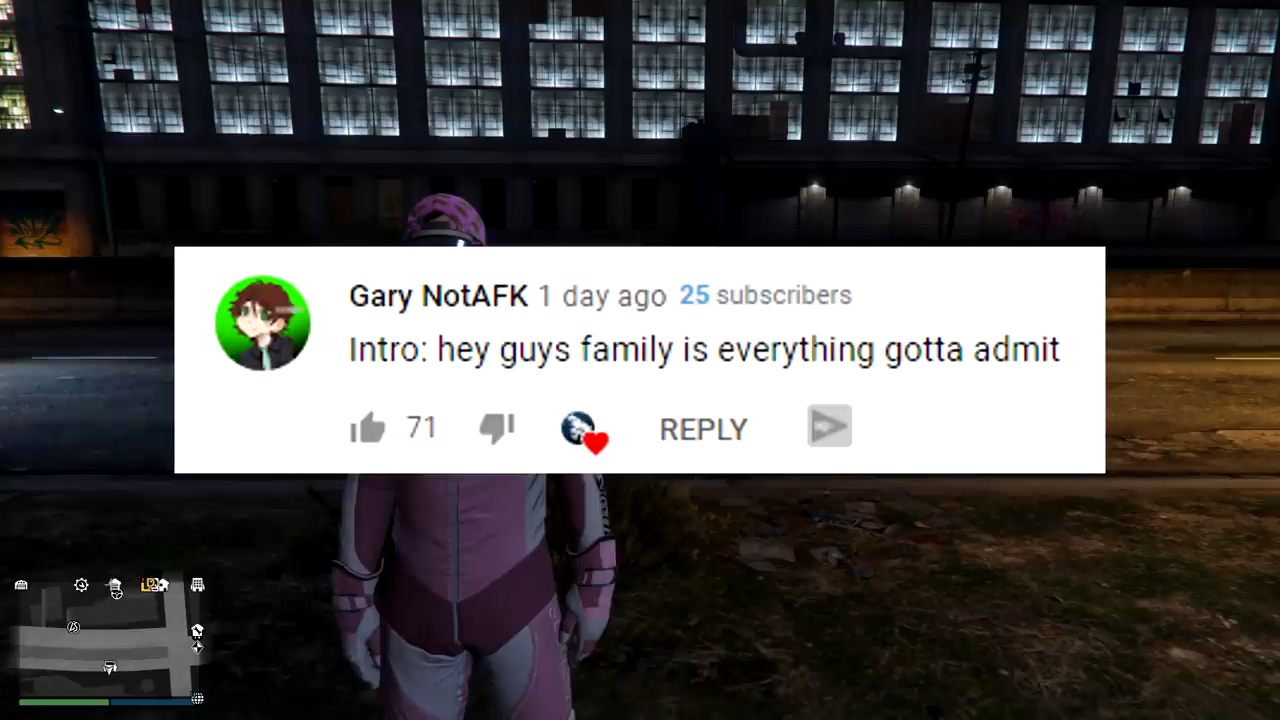 Gary NotAFK 1 day ago 25 subscribers
Intro: hey guys family is everything gotta admit
71 REPLY